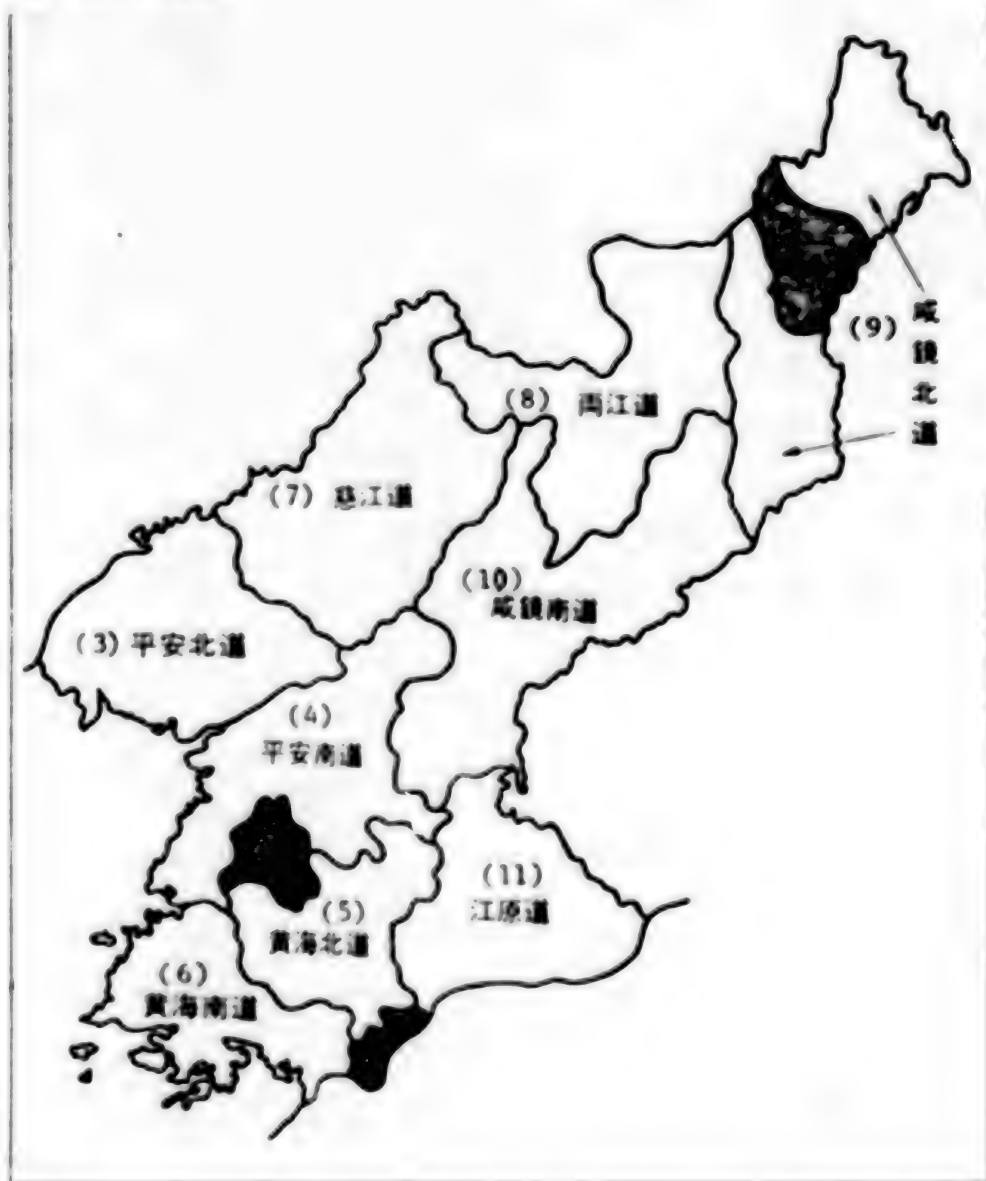 (9) 咸鏡北道
(8) 両江道
(7) 慈江道
(10)
咸鏡南道
(3) 平安北道
(4)
平安南道
(11)
江原道
(5)
黄海北道
(6)
黄海南道